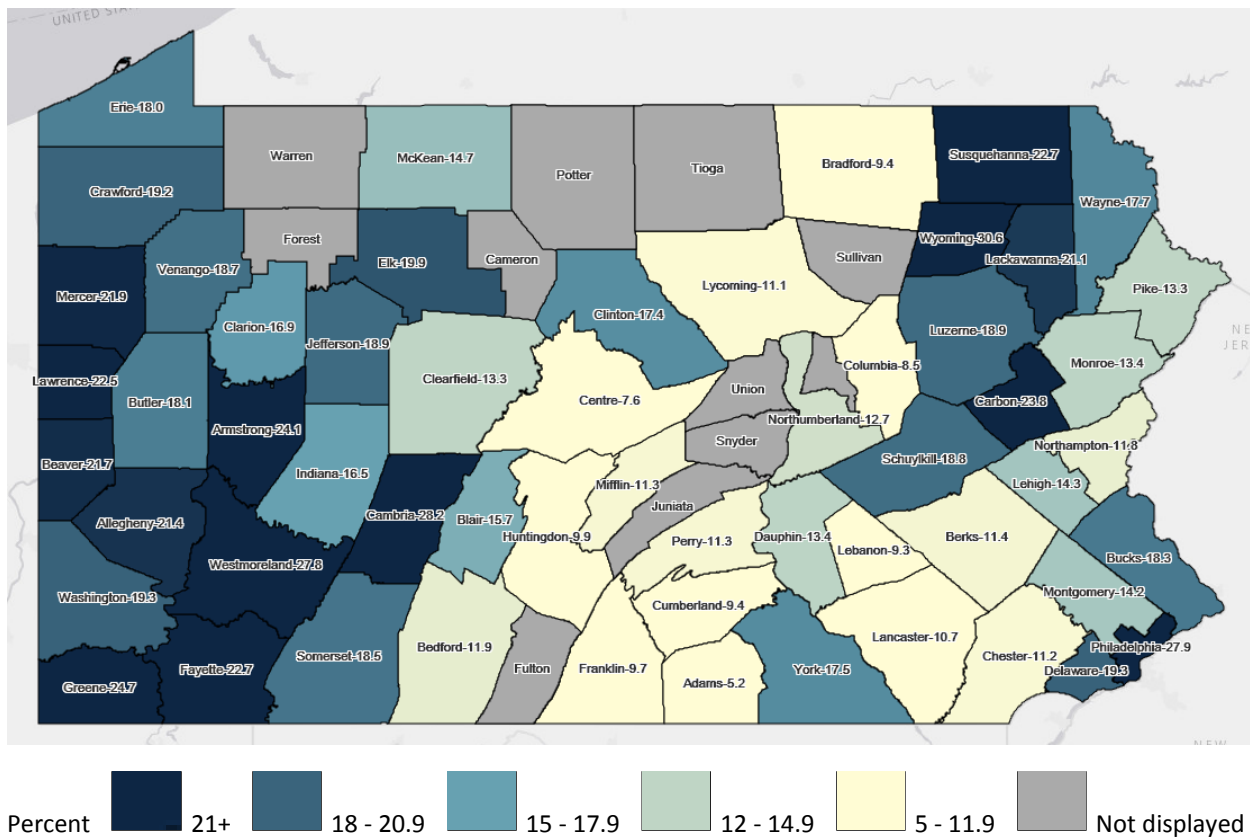 UNITED STA
Erie-18.0
Warren
McKean-14.7
Potter
Tioga
Bradford-9.4
Susquehanna-22.7
Crawford-19.2
Wayne-17.7
Forest
Wyoming-30.6
Venango-18.7
Elk-19.9
Cameron
Sullivan
Lackawanna-21.1
Mercer-21.9
Lycoming-11.1
Pike-13.3
Clarion-16.9
Clinton-17.4
Luzerne-18.9
NE
JER
Jefferson-18.9
Columbia-8.5
Monroe-13.4
Lawrence-22.5
Clearfield-13.3
Union
Butler-18.1
Centre-7.6
Carbon-23.8
Northumberland-12.7
Armstrong-24.1
Snyder
Northampton-11.8
Beaver-21.7
Indiana-16.5
Mifflin-11.3
Schuylkill-18.8
Lehigh-14.3
Juniata
Allegheny-21.4
Cambria-28.2
Blair-15.7
Huntingdon-9.9
Perry-11.3
Dauphin-13.4
Berks-11.4
Lebanon-9.3
Bucks-18.3
Westmoreland-27.8
Washington-19.3
Montgomery-14.2
Cumberland-9.4
Lancaster-10.7
Bedford-11.9
Philadelphia-27.9
Somerset-18.5
Chester-11.2
Fayette-22.7
Fulton
Franklin-9.7
York-17.5
Delaware-19.3
Greene-24.7
Adams-5.2
NEW
Percent 21+ 18 - 20.9 15 - 17.9 12 - 14.9 5 - 11.9 Not displayed